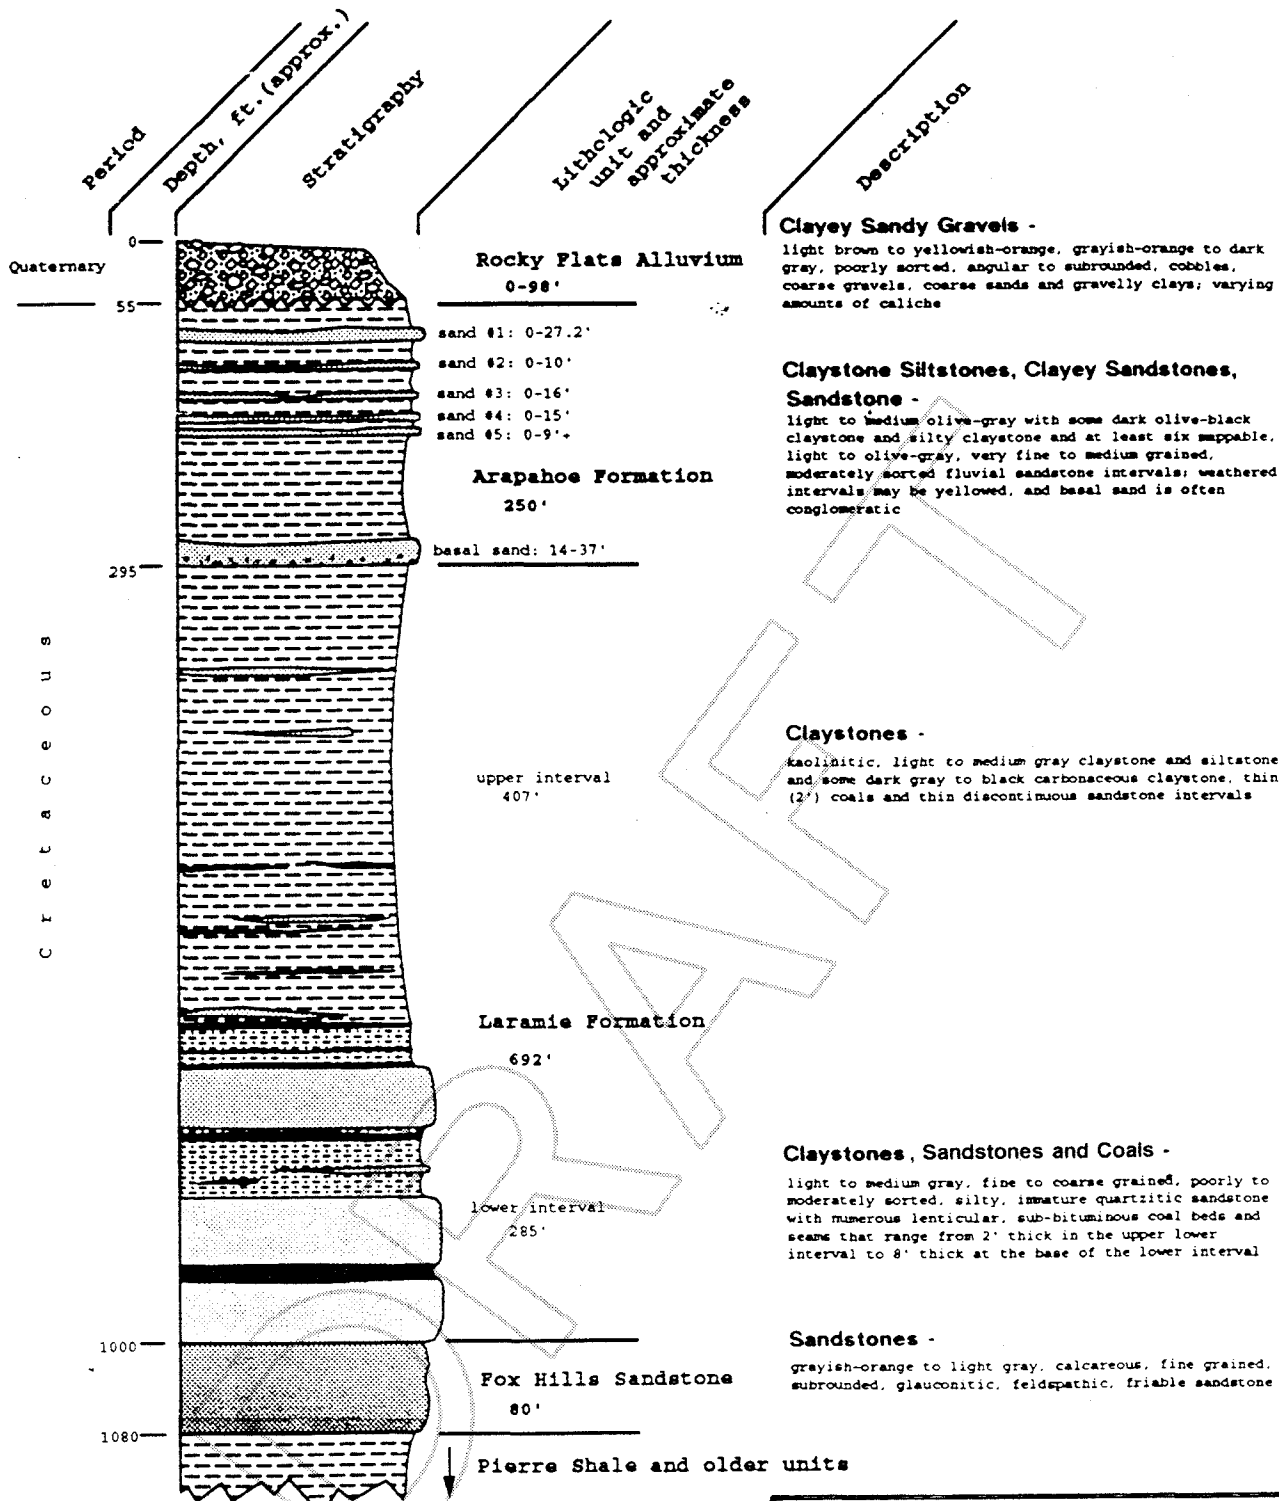 Period
Depth, ft.(approx.)
Stratigraphy
Lithologic
unit and
approximate
thickness
Description
0
Quaternary
55
Rocky Flats Alluvium
0-98'
Clayey Sandy Gravels -
light brown to yellowish-orange, grayish-orange to dark
gray, poorly sorted, angular to subrounded, cobbles,
coarse gravels, coarse sands and gravelly clays; varying
amounts of caliche
sand #1: 0-27.2'
sand #2: 0-10'
sand #3: 0-16'
sand #4: 0-15'
sand #5: 0-9'+
Arapahoe Formation
250'
basal sand: 14-37'
295
Claystone Siltstones, Clayey Sandstones,
Sandstone -
light to medium olive-gray with some dark olive-black
claystone and silty claystone and at least six mappable,
light to olive-gray, very fine to medium grained,
moderately sorted fluvial sandstone intervals; weathered
intervals may be yellowed, and basal sand is often
conglomeratic
Cretaceous
upper interval
407'
Claystones -
kaolinitic, light to medium gray claystone and siltstone
and some dark gray to black carbonaceous claystone, thin
(2') coals and thin discontinuous sandstone intervals
Laramie Formation
692'
lower interval
285'
Claystones, Sandstones and Coals -
light to medium gray, fine to coarse grained, poorly to
moderately sorted, silty, immature quartzitic sandstone
with numerous lenticular, sub-bituminous coal beds and
seams that range from 2' thick in the upper lower
interval to 8' thick at the base of the lower interval
1000
Fox Hills Sandstone
80'
Sandstones -
grayish-orange to light gray, calcareous, fine grained,
subrounded, glauconitic, feldspathic, friable sandstone
1080
Pierre Shale and older units
DRAFT